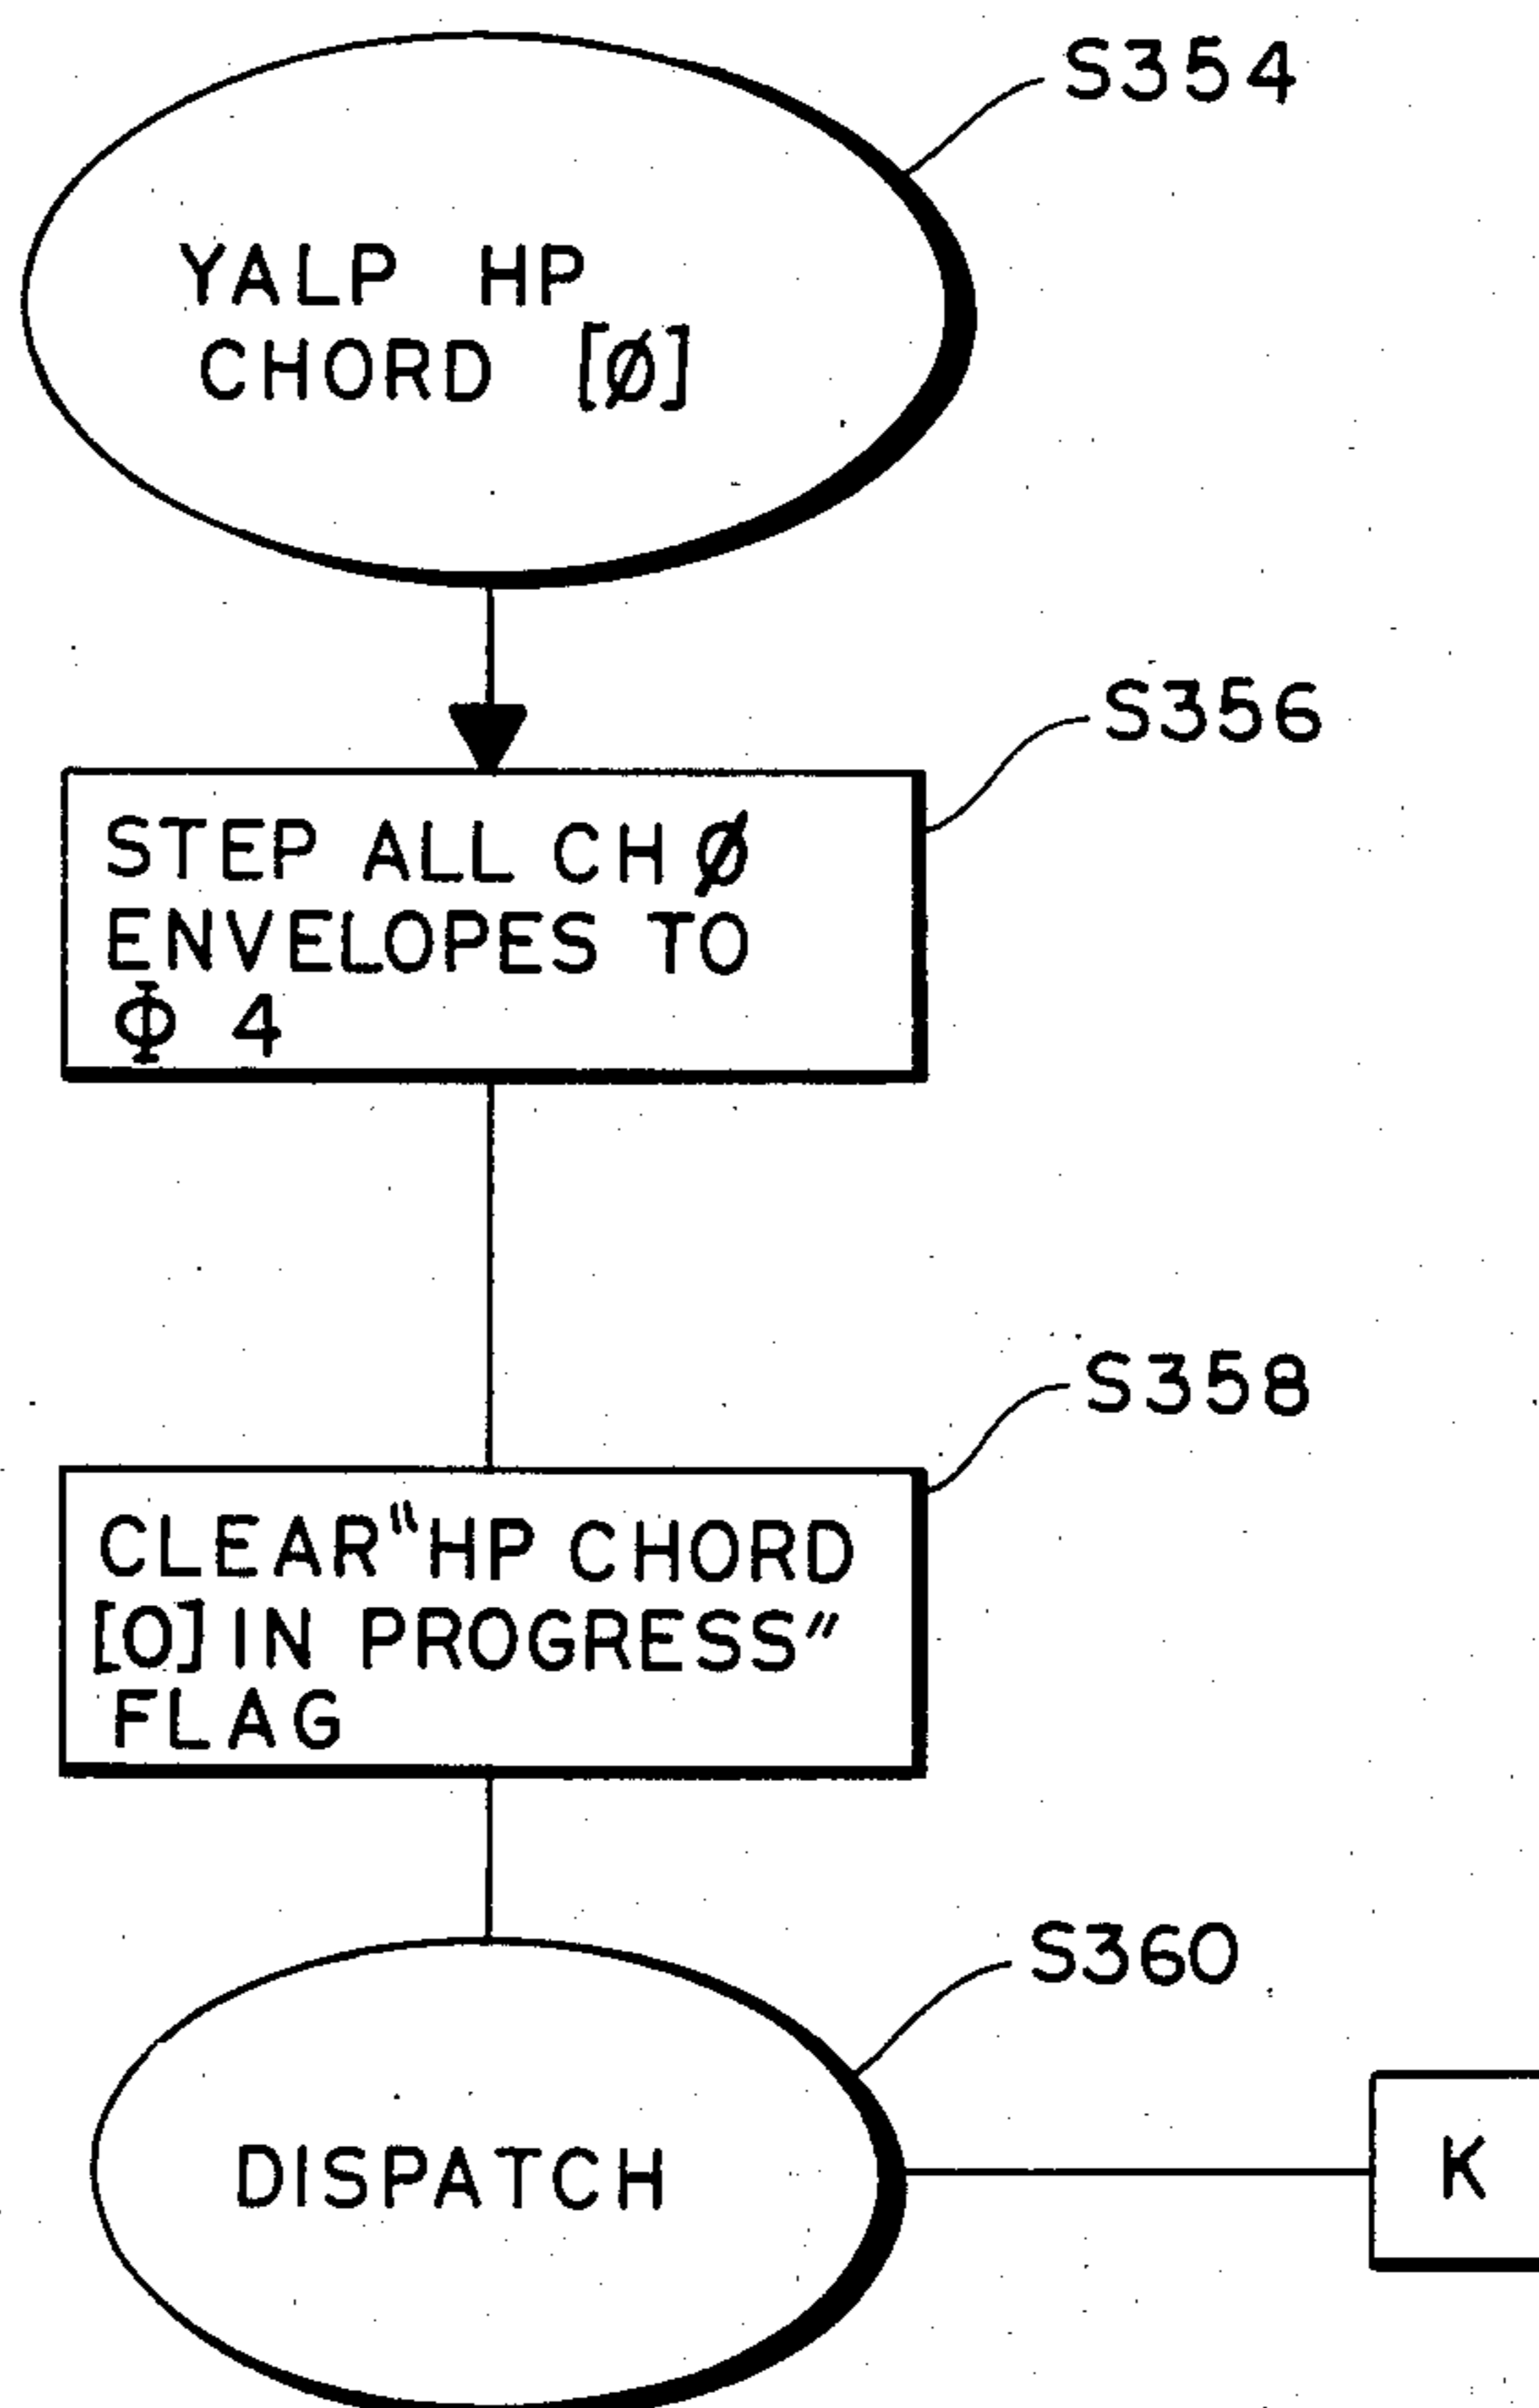 S354
YALP HP
CHORD [Ø]
S356
STEP ALL CH Ø
ENVELOPES TO
Φ 4
S358
CLEAR "HP CHORD
[0] IN PROGRESS"
FLAG
S360
DISPATCH
K